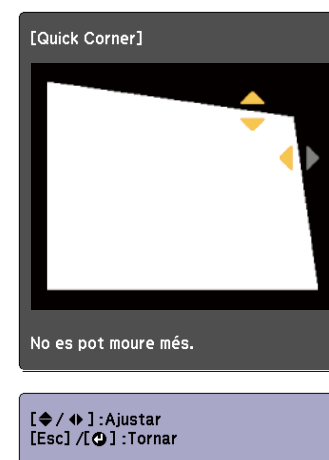 [Quick Corner]
No es pot moure més.
[ / ] :Ajustar
[Esc] /[ ] :Tornar